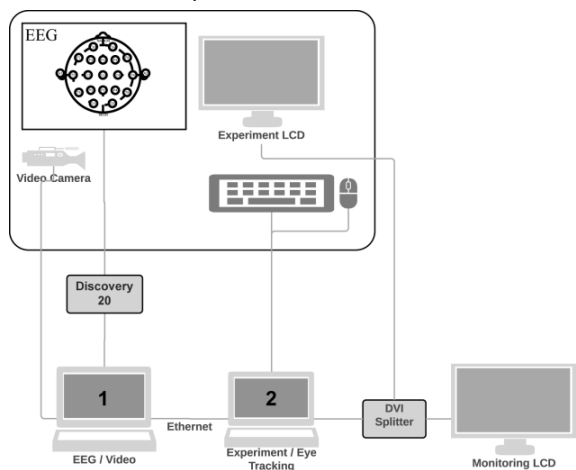 EEG
Experiment LCD
Video Camera
Discovery
20
1
2
Ethernet
DVI
Splitter
EEG / Video
Experiment / Eye
Tracking
Monitoring LCD